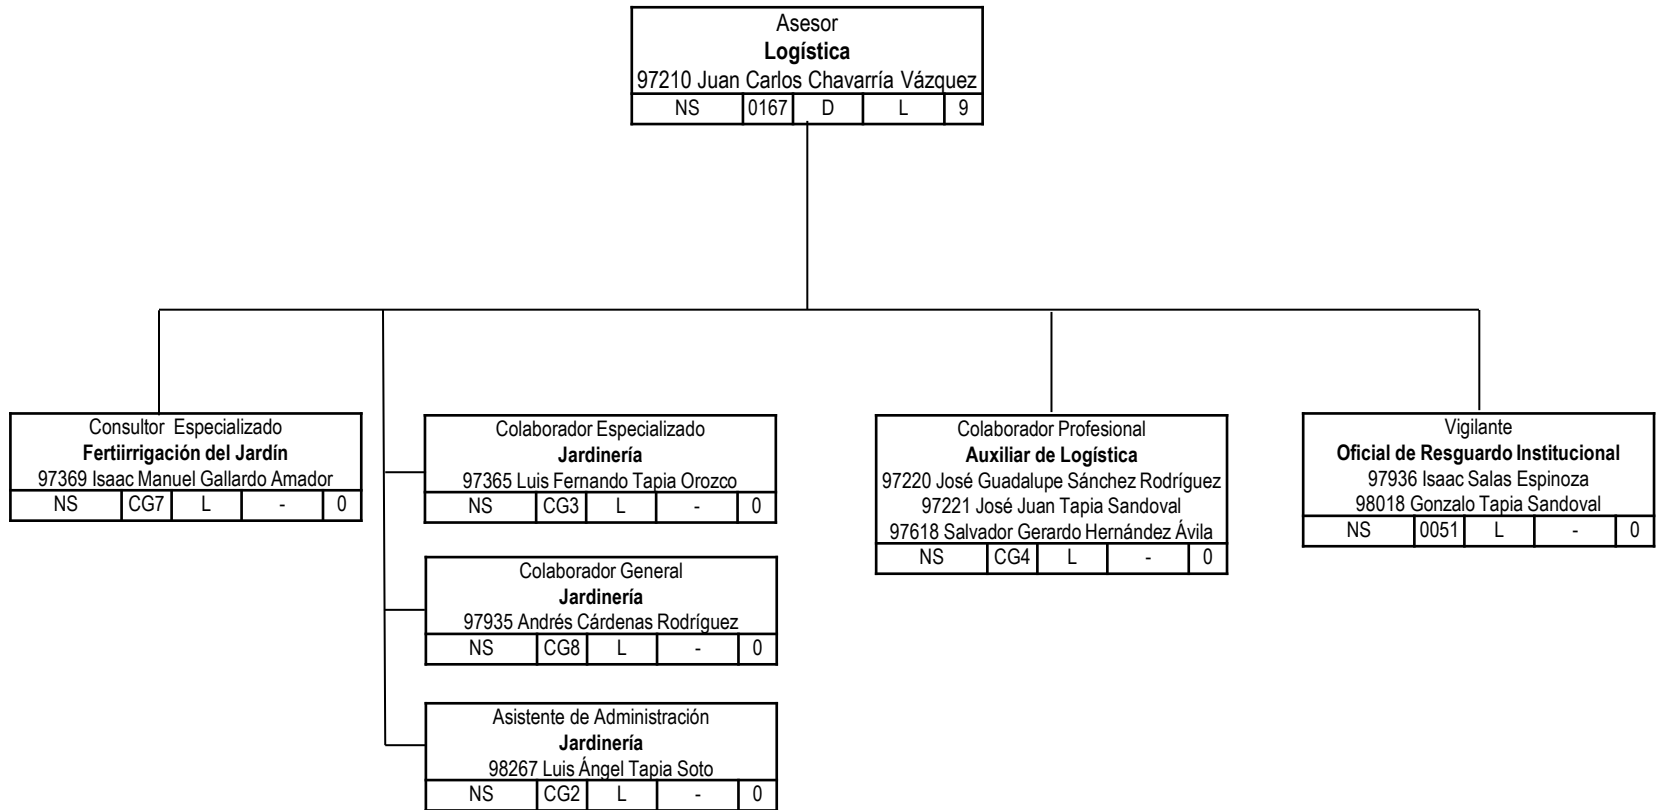 Asesor
Logística
97210 Juan Carlos Chavarría Vázquez
NS 0167 D L 9
Consultor Especializado
Fertiirrigación del Jardín
97369 Isaac Manuel Gallardo Amador
NS CG7 L - 0
Colaborador Especializado
Jardinería
97365 Luis Fernando Tapia Orozco
NS CG3 L - 0
Colaborador General
Jardinería
97935 Andrés Cárdenas Rodríguez
NS CG8 L - 0
Asistente de Administración
Jardinería
98267 Luis Ángel Tapia Soto
NS CG2 L - 0
Colaborador Profesional
Auxiliar de Logística
97220 José Guadalupe Sánchez Rodríguez
97221 José Juan Tapia Sandoval
97618 Salvador Gerardo Hernández Ávila
NS CG4 L - 0
Vigilante
Oficial de Resguardo Institucional
97936 Isaac Salas Espinoza
98018 Gonzalo Tapia Sandoval
NS 0051 L - 0